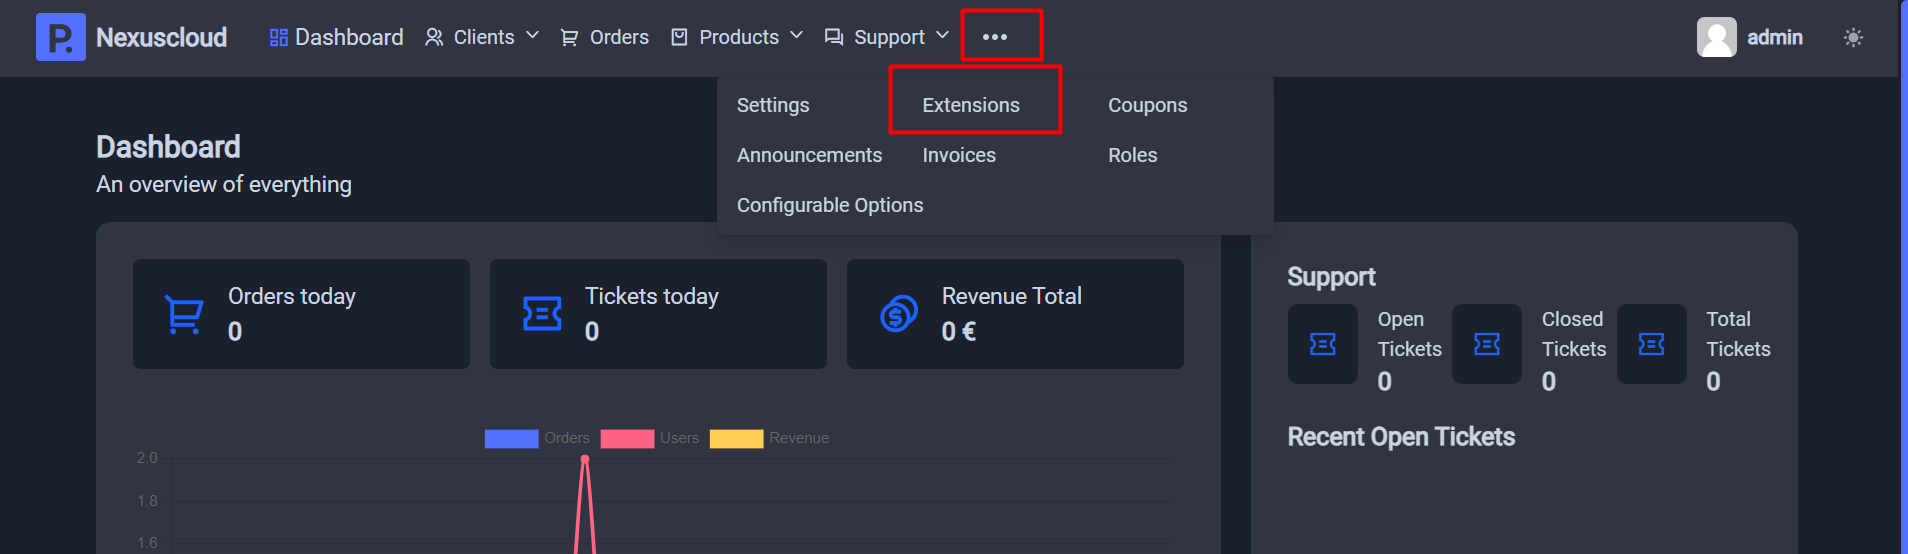 P. Nexuscloud Dashboard Clients Orders Products Support ••• admin
Settings Extensions Coupons
Announcements Invoices Roles
Configurable Options
Dashboard
An overview of everything
Orders today
0
Tickets today
0
Revenue Total
0 €
Orders Users Revenue
2.0
1.8
1.6
Support
Open
Tickets
0
Closed
Tickets
0
Total
Tickets
0
Recent Open Tickets